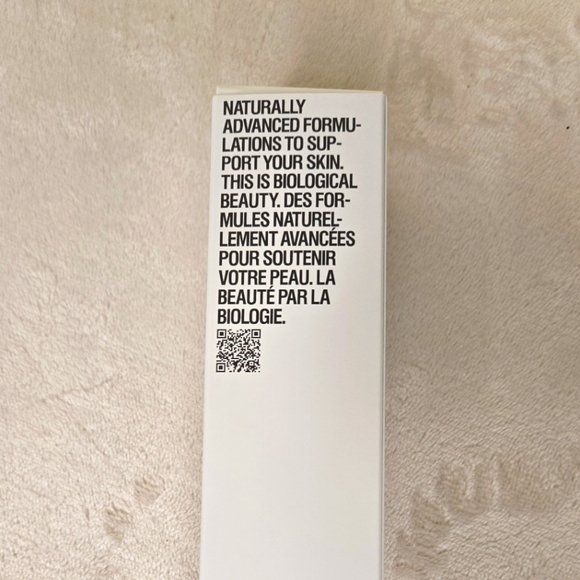 NATURALLY
ADVANCED FORMU-
LATIONS TO SUP-
PORT YOUR SKIN.
THIS IS BIOLOGICAL
BEAUTY. DES FOR-
MULES NATUREL-
LEMENT AVANCÉES
POUR SOUTENIR
VOTRE PEAU. LA
BEAUTÉ PAR LA
BIOLOGIE.